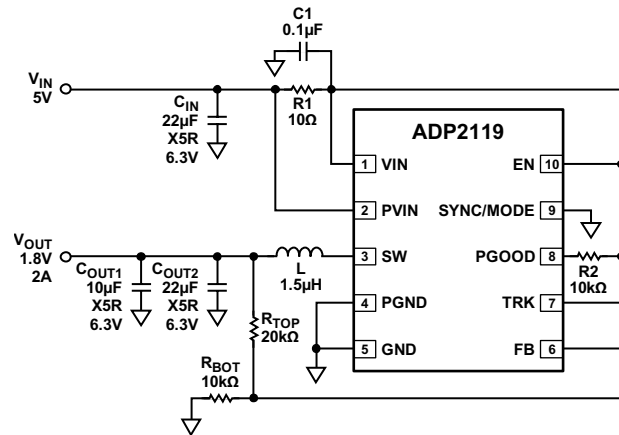 C1
0.1µF
VIN
5V
CIN
22µF
X5R
6.3V
R1
10Ω
ADP2119
1 VIN
EN 10
2 PVIN
SYNC/MODE 9
VOUT
1.8V
2A
COUT1
10µF
X5R
6.3V
COUT2
22µF
X5R
6.3V
L
1.5µH
3 SW
PGOOD 8
R2
10kΩ
4 PGND
TRK 7
RTOP
20kΩ
5 GND
FB 6
RBOT
10kΩ